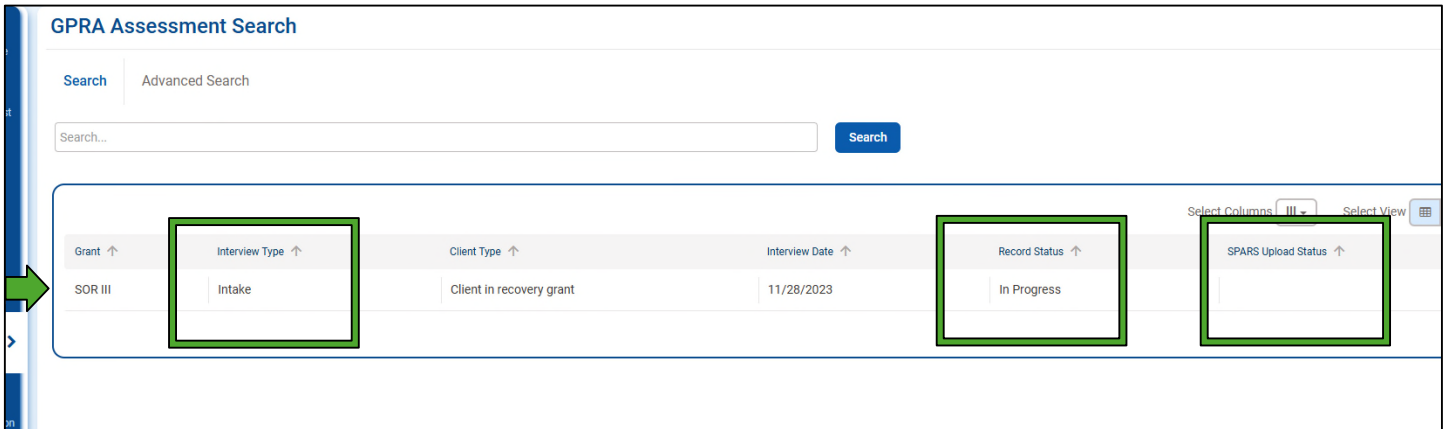 GPRA Assessment Search
Search
Advanced Search
Search...
Search
Select Columns
Select View
Grant Interview Type Client Type Interview Date Record Status SPARS Upload Status
SOR III Intake Client in recovery grant 11/28/2023 In Progress